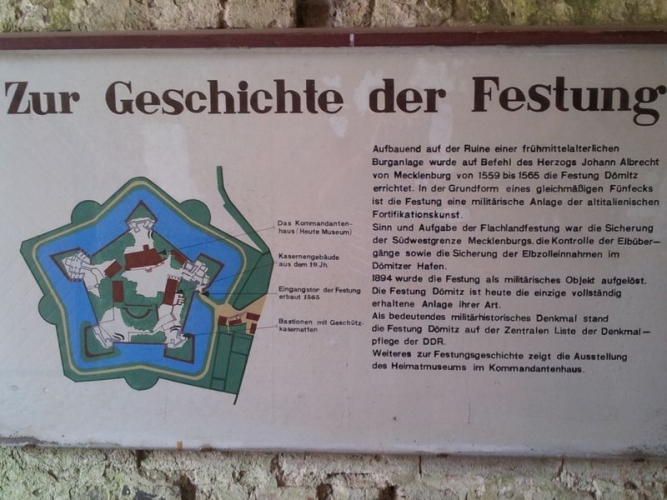 Zur Geschichte der Festung
Aufbauend auf der Ruine einer frühmittelalterlichen
Burganlage wurde auf Befehl des Herzogs Johann Albrecht
von Mecklenburg von 1559 bis 1565 die Festung Dömitz
errichtet. In der Grundform eines gleichmäßigen Fünfecks
ist die Festung eine militärische Anlage der altitalienischen
Fortifikationskunst.
Sinn und Aufgabe der Flachlandfestung war die Sicherung
der Südwestgrenze Mecklenburgs, die Kontrolle der Elbüber-
gänge sowie die Sicherung der Elbzolleinnahmen im
Dömitzer Hafen.
1894 wurde die Festung als militärisches Objekt aufgelöst.
Die Festung Dömitz ist heute die einzige vollständig
erhaltene Anlage ihrer Art.
Als bedeutendes militärhistorisches Denkmal stand
die Festung Dömitz auf der Zentralen Liste der Denkmal-
pflege der DDR.
Weiteres zur Festungsgeschichte zeigt die Ausstellung
des Heimatmuseums im Kommandantenhaus.
Das Kommandanten-
haus (Heute Museum)
Kasernengebäude
aus dem 19.Jh.
Eingangstor der Festung
erbaut 1565
Bastionen mit Geschütz-
kasematten